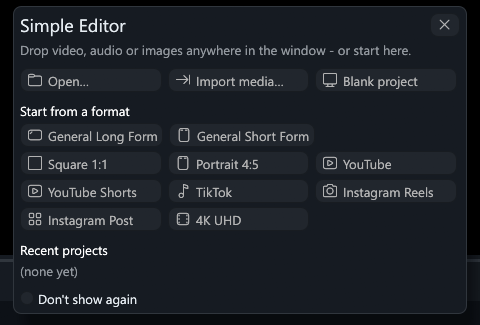 Simple Editor
Drop video, audio or images anywhere in the window - or start here.
Open... Import media... Blank project
Start from a format
General Long Form General Short Form
Square 1:1 Portrait 4:5 YouTube
YouTube Shorts TikTok Instagram Reels
Instagram Post 4K UHD
Recent projects
(none yet)
Don't show again